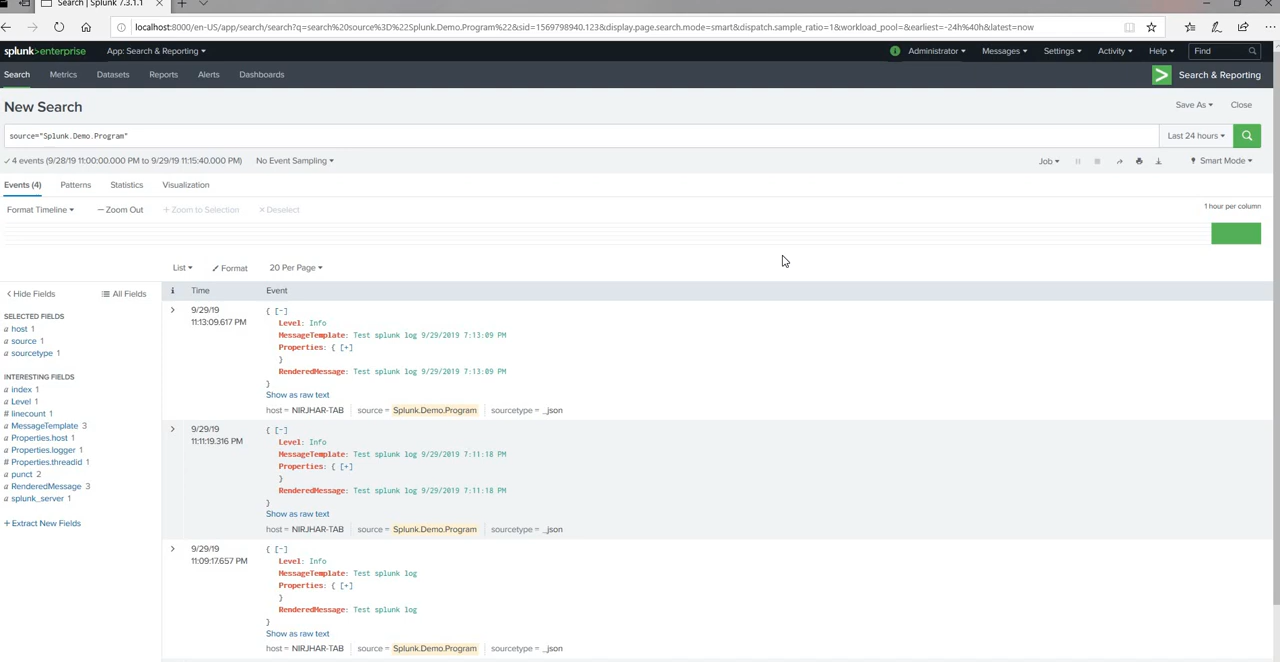 Search | Splunk 7.3.1.1
localhost:8000/en-US/app/search/search?q=search%20source%3D%22Splunk.Demo.Program%22&sid=1569798940.123&display.page.search.mode=smart&dispatch.sample_ratio=1&workload_pool=&earliest=-24h%40h&latest=now
splunk>enterprise App: Search & Reporting Administrator Messages Settings Activity Help Find
Search Metrics Datasets Reports Alerts Dashboards Search & Reporting
New Search Save As Close
source="Splunk.Demo.Program" Last 24 hours
✓ 4 events (9/28/19 11:00:00.000 PM to 9/29/19 11:15:40.000 PM) No Event Sampling Job Smart Mode
Events (4) Patterns Statistics Visualization
Format Timeline — Zoom Out + Zoom to Selection × Deselect 1 hour per column
List Format 20 Per Page
< Hide Fields All Fields
SELECTED FIELDS
a host 1
a source 1
a sourcetype 1
INTERESTING FIELDS
a index 1
a Level 1
# linecount 1
a MessageTemplate 3
a Properties.host 1
a Properties.logger 1
# Properties.threadid 1
a punct 2
a RenderedMessage 3
a splunk_server 1
+ Extract New Fields
i Time Event
> 9/29/19 { [-]
11:13:09.617 PM Level: Info
MessageTemplate: Test splunk log 9/29/2019 7:13:09 PM
Properties: { [+]
}
RenderedMessage: Test splunk log 9/29/2019 7:13:09 PM
}
Show as raw text
host = NIRJHAR-TAB source = Splunk.Demo.Program sourcetype = _json
> 9/29/19 { [-]
11:11:19.316 PM Level: Info
MessageTemplate: Test splunk log 9/29/2019 7:11:18 PM
Properties: { [+]
}
RenderedMessage: Test splunk log 9/29/2019 7:11:18 PM
}
Show as raw text
host = NIRJHAR-TAB source = Splunk.Demo.Program sourcetype = _json
> 9/29/19 { [-]
11:09:17.657 PM Level: Info
MessageTemplate: Test splunk log
Properties: { [+]
}
RenderedMessage: Test splunk log
}
Show as raw text
host = NIRJHAR-TAB source = Splunk.Demo.Program sourcetype = _json